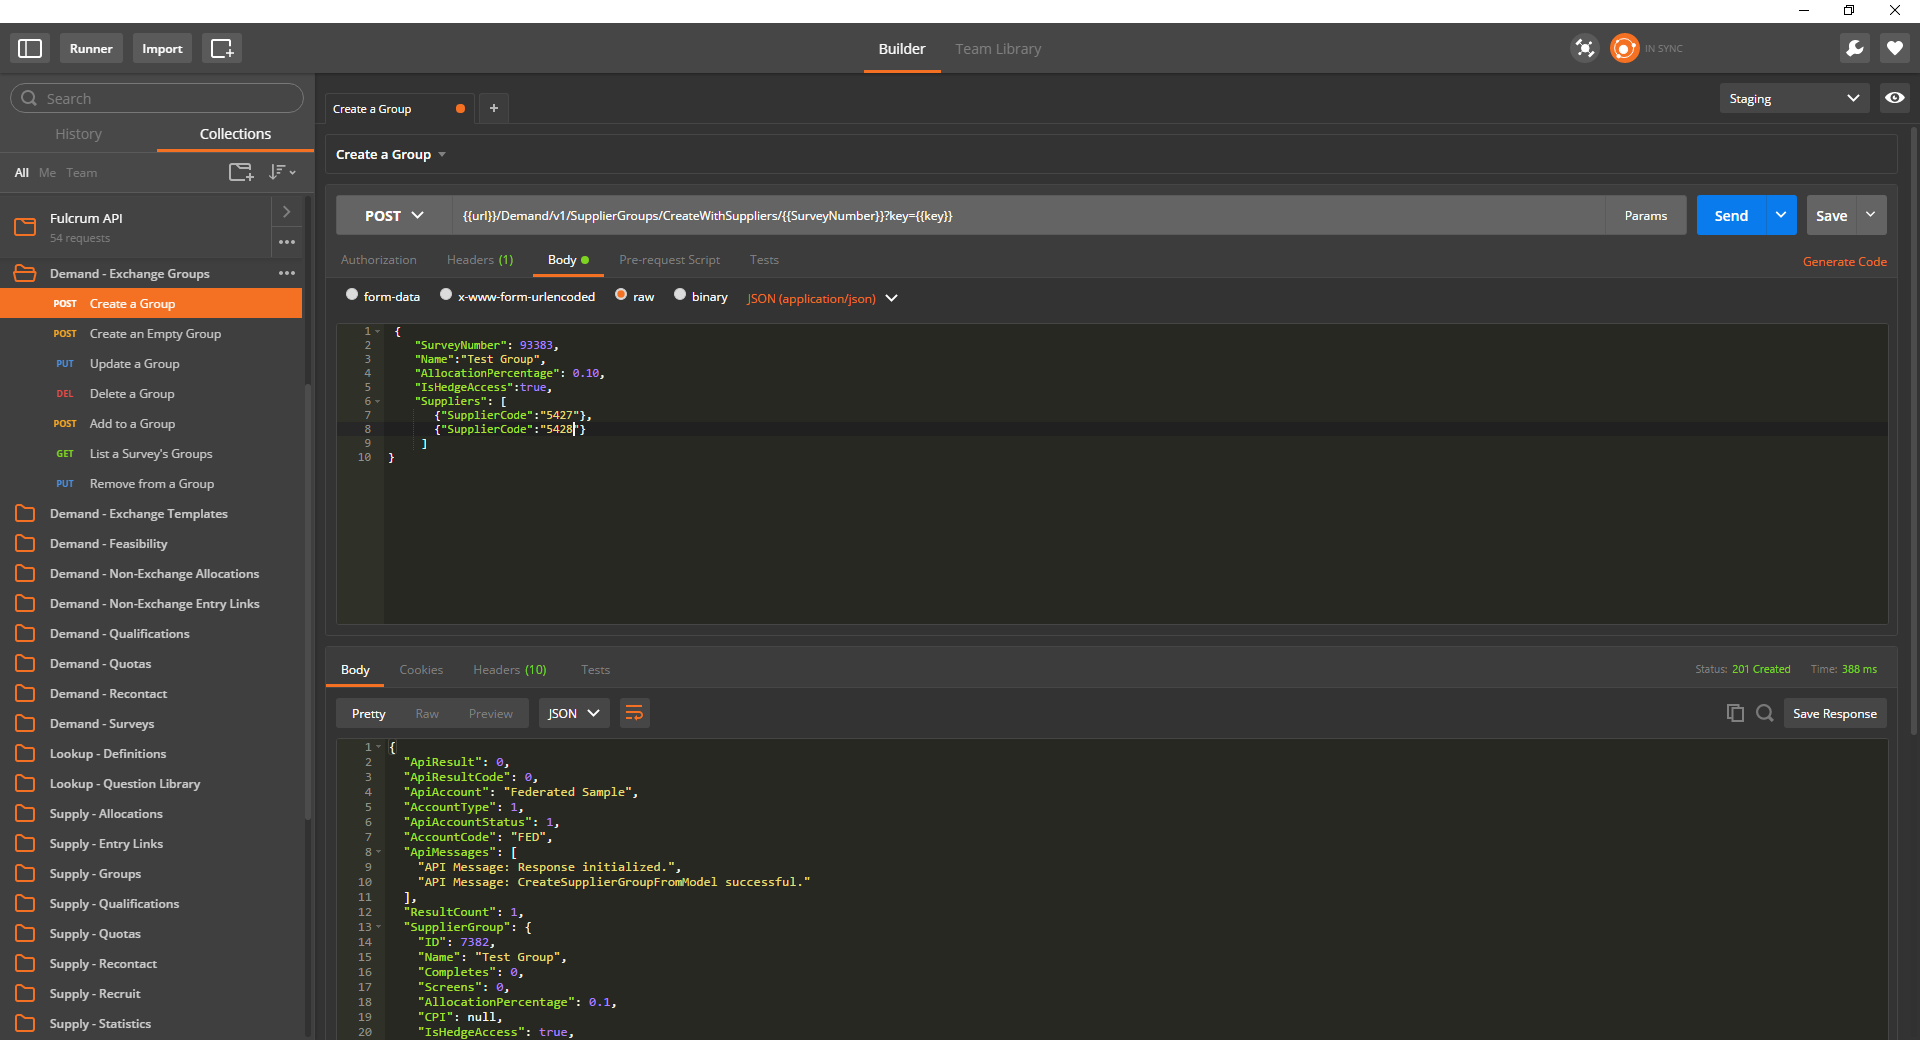 Runner
Import
Builder
Team Library
IN SYNC
Search
History
Collections
All Me Team
Fulcrum API
54 requests
Demand - Exchange Groups
POST Create a Group
POST Create an Empty Group
PUT Update a Group
DEL Delete a Group
POST Add to a Group
GET List a Survey's Groups
PUT Remove from a Group
Demand - Exchange Templates
Demand - Feasibility
Demand - Non-Exchange Allocations
Demand - Non-Exchange Entry Links
Demand - Qualifications
Demand - Quotas
Demand - Recontact
Demand - Surveys
Lookup - Definitions
Lookup - Question Library
Supply - Allocations
Supply - Entry Links
Supply - Groups
Supply - Qualifications
Supply - Quotas
Supply - Recontact
Supply - Recruit
Supply - Statistics
Create a Group
+
Staging
Create a Group
POST {{url}}/Demand/v1/SupplierGroups/CreateWithSuppliers/{{SurveyNumber}}?key={{key}} Params Send Save
Authorization Headers (1) Body Pre-request Script Tests Generate Code
form-data x-www-form-urlencoded raw binary JSON (application/json)
1 {
2 "SurveyNumber": 93383,
3 "Name":"Test Group",
4 "AllocationPercentage": 0.10,
5 "IsHedgeAccess":true,
6 "Suppliers": [
7 {"SupplierCode":"5427"},
8 {"SupplierCode":"5428"}
9 ]
10 }
Body Cookies Headers (10) Tests Status: 201 Created Time: 388 ms
Pretty Raw Preview JSON Save Response
1 {
2 "ApiResult": 0,
3 "ApiResultCode": 0,
4 "ApiAccount": "Federated Sample",
5 "AccountType": 1,
6 "ApiAccountStatus": 1,
7 "AccountCode": "FED",
8 "ApiMessages": [
9 "API Message: Response initialized.",
10 "API Message: CreateSupplierGroupFromModel successful."
11 ],
12 "ResultCount": 1,
13 "SupplierGroup": {
14 "ID": 7382,
15 "Name": "Test Group",
16 "Completes": 0,
17 "Screens": 0,
18 "AllocationPercentage": 0.1,
19 "CPI": null,
20 "IsHedgeAccess": true,